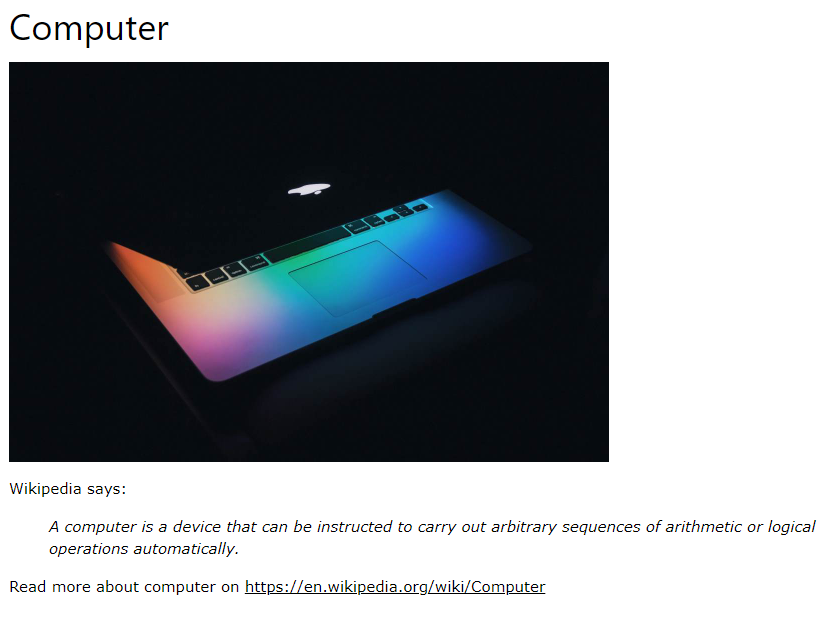 Computer
Wikipedia says:
A computer is a device that can be instructed to carry out arbitrary sequences of arithmetic or logical
operations automatically.
Read more about computer on https://en.wikipedia.org/wiki/Computer